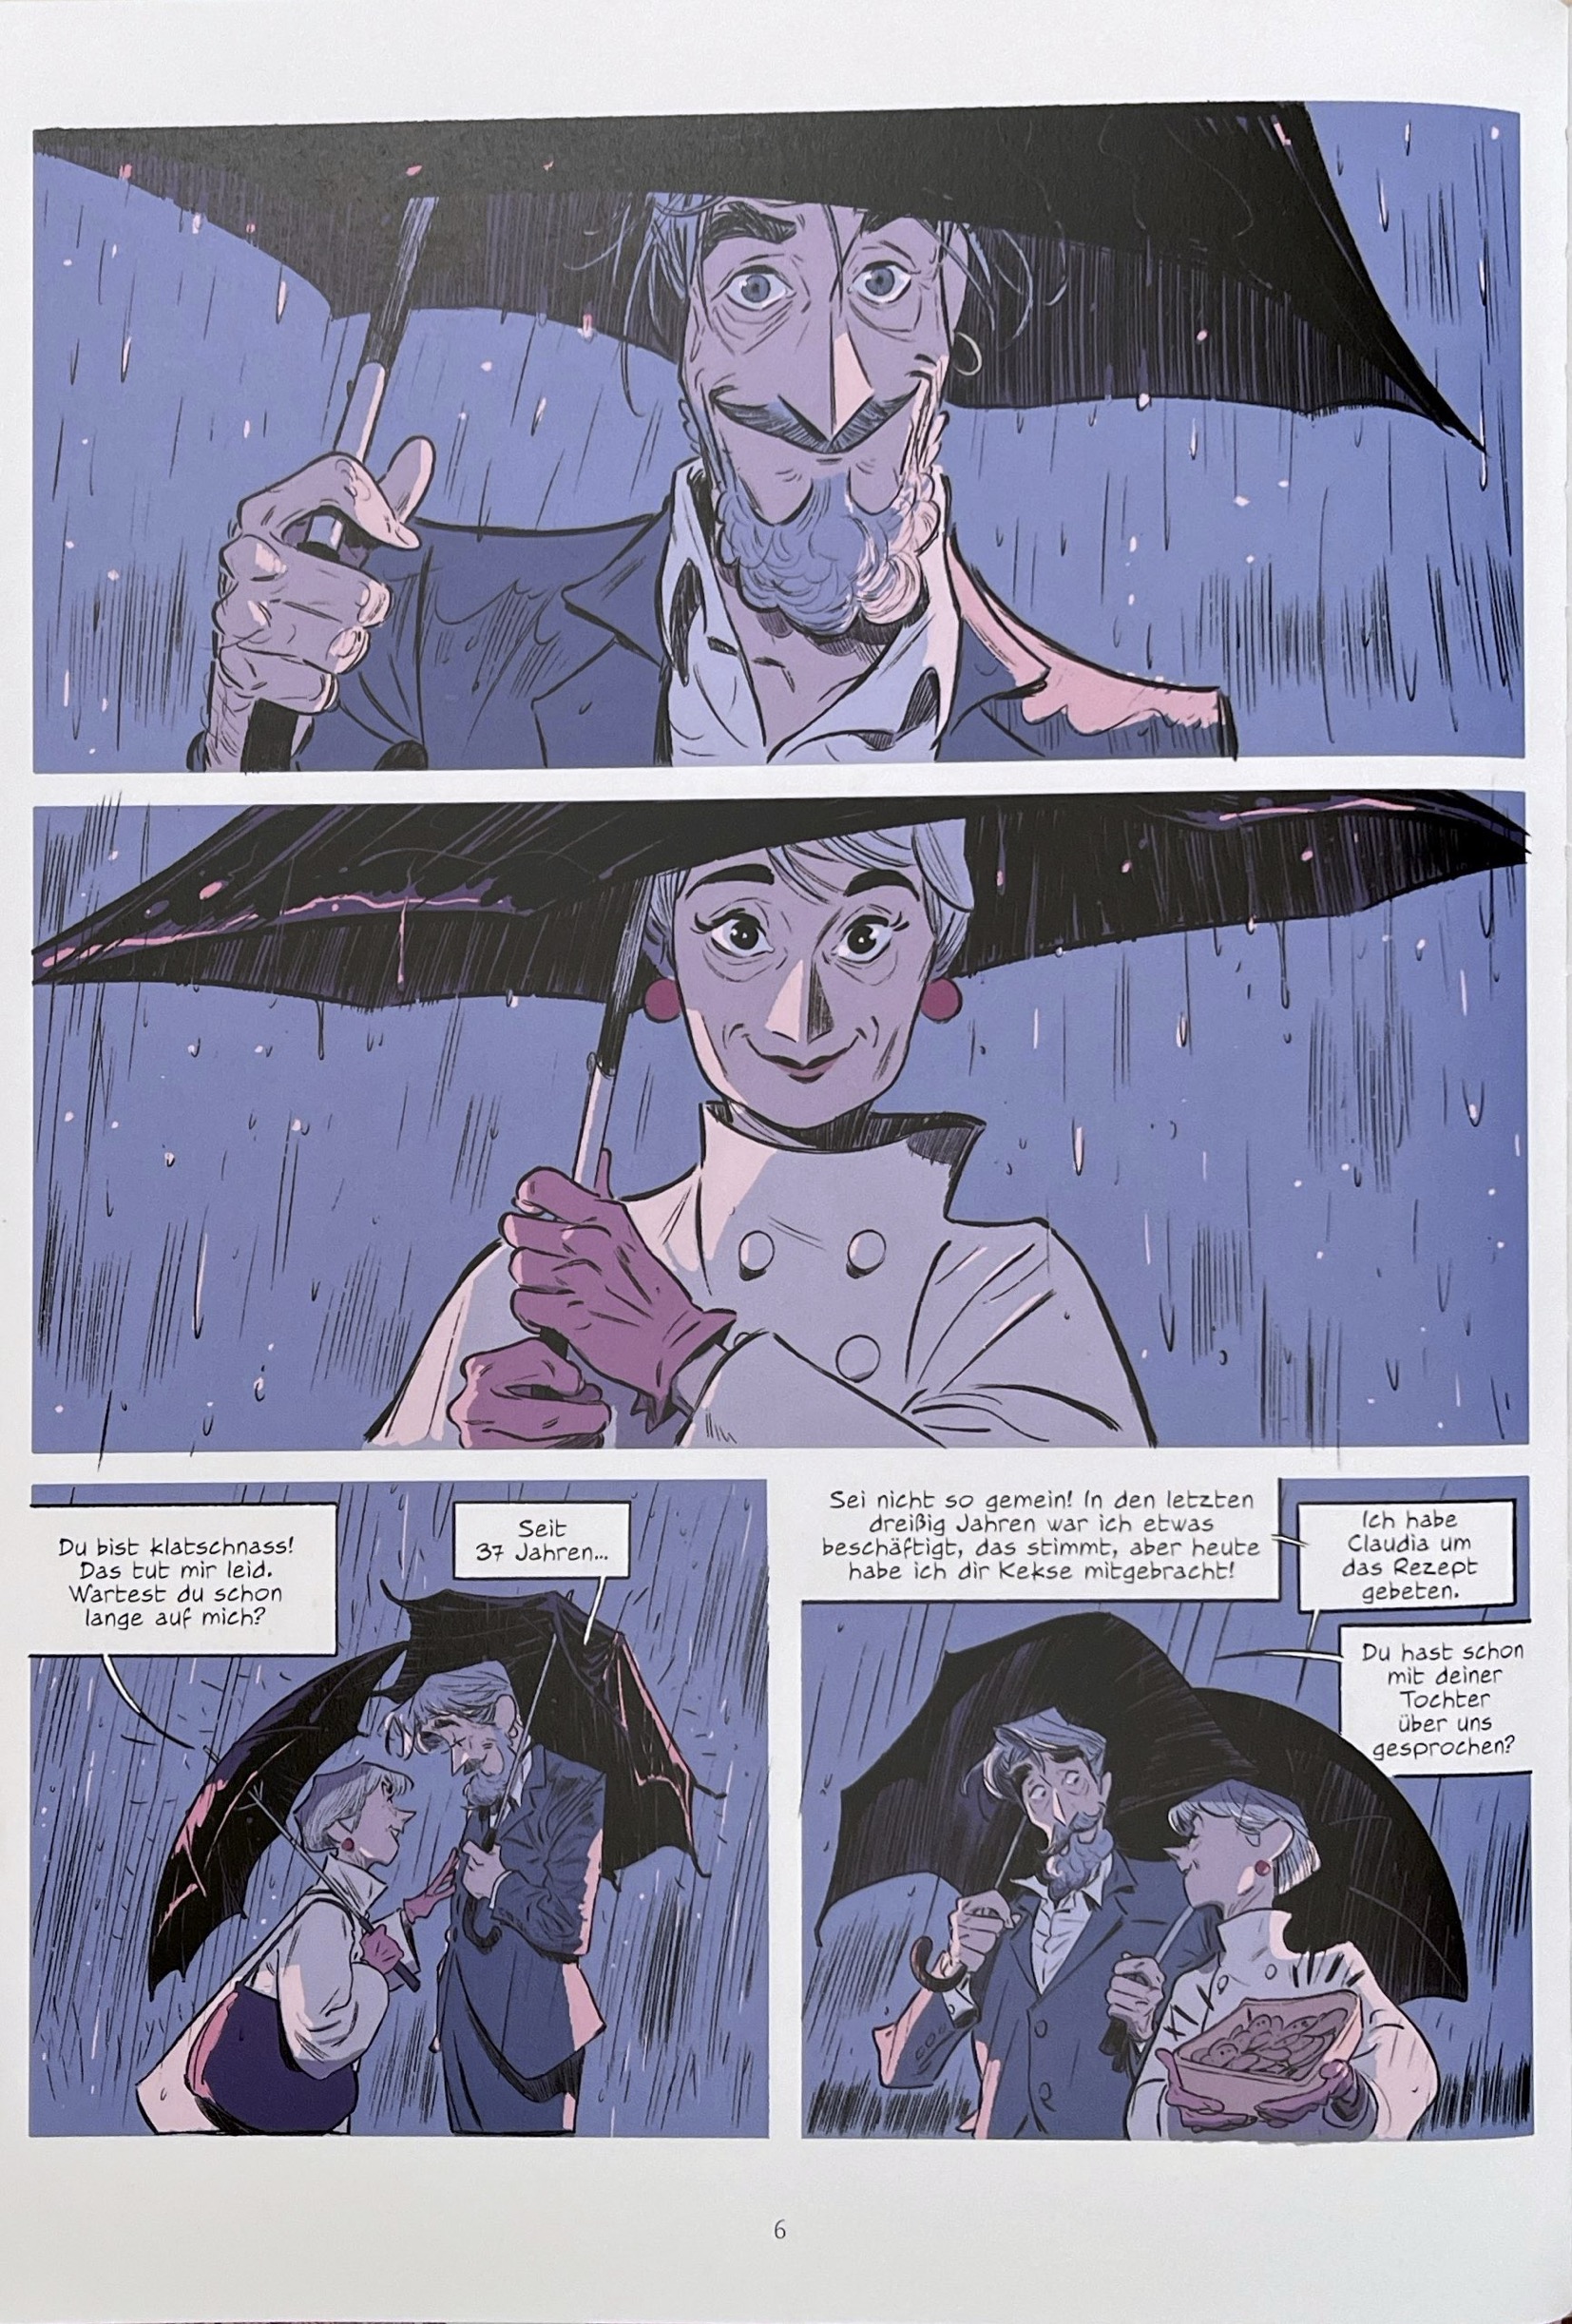 Du bist klatschnass!
Das tut mir leid.
Wartest du schon
lange auf mich?
Seit
37 Jahren...
Sei nicht so gemein! In den letzten
dreißig Jahren war ich etwas
beschäftigt, das stimmt, aber heute
habe ich dir Kekse mitgebracht!
Ich habe
Claudia um
das Rezept
gebeten.
Du hast schon
mit deiner
Tochter
über uns
gesprochen?
6